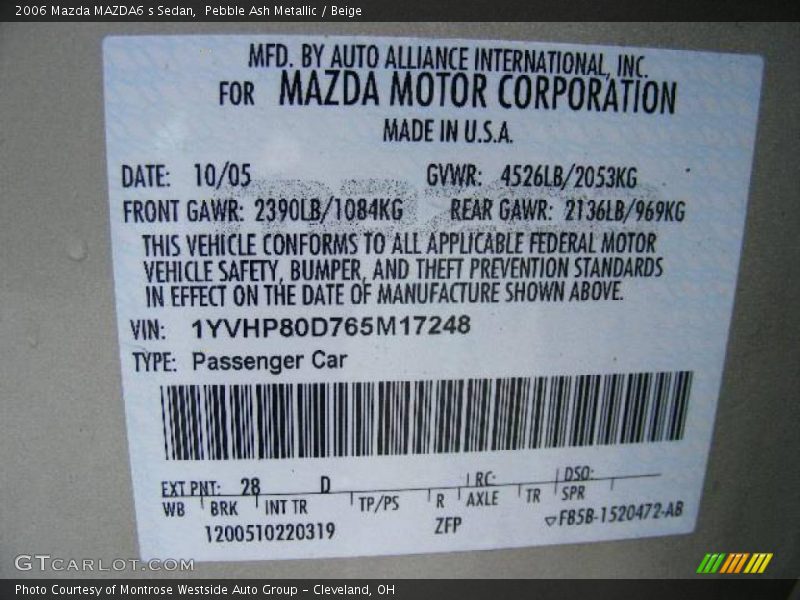 2006 Mazda MAZDA6 s Sedan,  Pebble Ash Metallic / Beige
MFD. BY AUTO ALLIANCE INTERNATIONAL, INC.
FOR MAZDA MOTOR CORPORATION
MADE IN U.S.A.
DATE: 10/05 GVWR: 4526LB/2053KG
FRONT GAWR: 2390LB/1084KG REAR GAWR: 2136LB/969KG
THIS VEHICLE CONFORMS TO ALL APPLICABLE FEDERAL MOTOR
VEHICLE SAFETY, BUMPER, AND THEFT PREVENTION STANDARDS
IN EFFECT ON THE DATE OF MANUFACTURE SHOWN ABOVE.
VIN: 1YVHP80D765M17248
TYPE: Passenger Car
EXT PNT: 28 D RC: DSO:
WB BRK INT TR TP/PS R AXLE TR SPR
1200510220319 ZFP F85B-1520472-AB
GTCARLOT.COM
Photo Courtesy of Montrose Westside Auto Group - Cleveland, OH